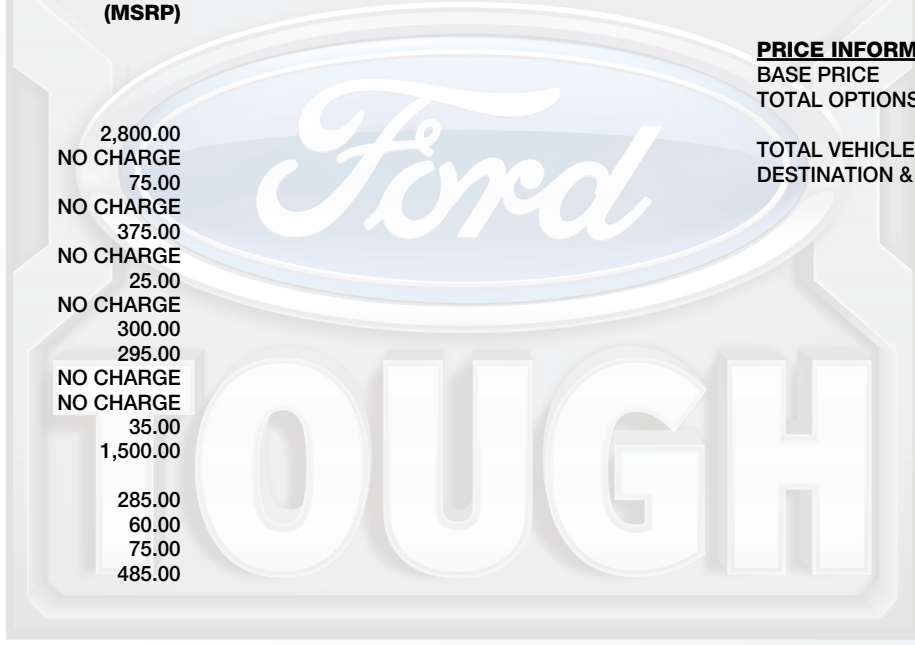 (MSRP)
2,800.00
NO CHARGE
75.00
NO CHARGE
375.00
NO CHARGE
25.00
NO CHARGE
300.00
295.00
NO CHARGE
NO CHARGE
35.00
1,500.00
285.00
60.00
75.00
485.00
PRICE INFORM
BASE PRICE
TOTAL OPTIONS
TOTAL VEHICLE
DESTINATION &
Ford
TOUGH